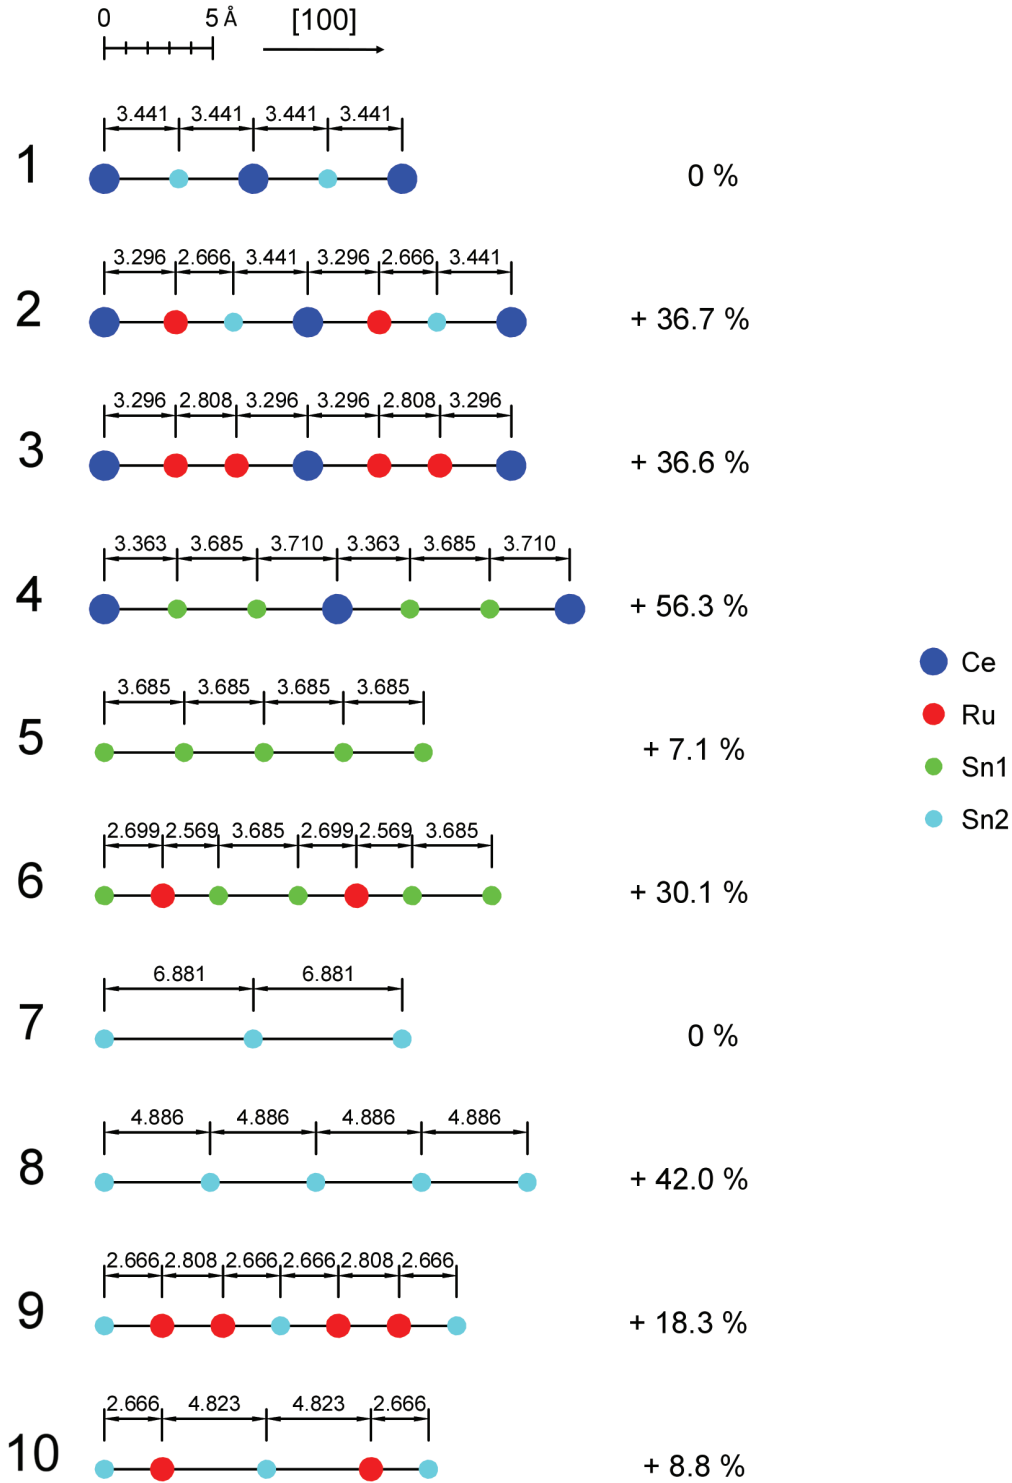 0 5 Å [100]
3.441 3.441 3.441 3.441
1 0 %
3.296 2.666 3.441 3.296 2.666 3.441
2 + 36.7 %
3.296 2.808 3.296 3.296 2.808 3.296
3 + 36.6 %
3.363 3.685 3.710 3.363 3.685 3.710
4 + 56.3 %
Ce
3.685 3.685 3.685 3.685
Ru
5 + 7.1 %
Sn1
Sn2
2.699 2.569 3.685 2.699 2.569 3.685
6 + 30.1 %
6.881 6.881
7 0 %
4.886 4.886 4.886 4.886
8 + 42.0 %
2.666 2.808 2.666 2.666 2.808 2.666
9 + 18.3 %
2.666 4.823 4.823 2.666
10 + 8.8 %